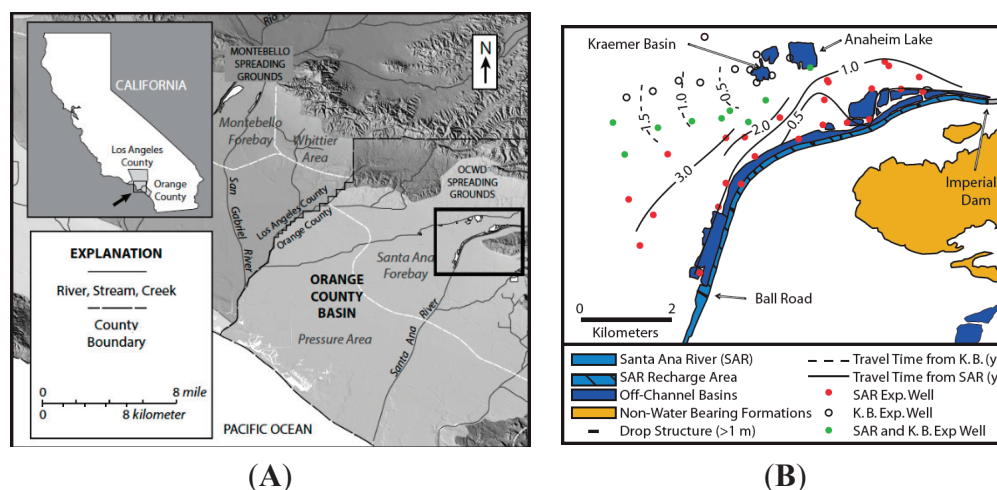 CALIFORNIA
Los Angeles
County
Orange
County
N
MONTEBELLO
SPREADING
GROUNDS
Montebello
Forebay
Whittier
Area
San Gabriel River
Los Angeles County
Orange County
OCWD
SPREADING
GROUNDS
Santa Ana
Forebay
ORANGE
COUNTY
BASIN
Pressure Area
Santa Ana River
PACIFIC OCEAN
EXPLANATION
River, Stream, Creek
County
Boundary
0 8 mile
0 8 kilometer
(A)
Kraemer Basin
Anaheim Lake
1.0
-0.5-
-1.0-
-1.5-
0.5
2.0
3.0
Imperial
Dam
Ball Road
0 2
Kilometers
Santa Ana River (SAR)
SAR Recharge Area
Off-Channel Basins
Non-Water Bearing Formations
Drop Structure (>1 m)
Travel Time from K.B. (y
Travel Time from SAR (y
SAR Exp. Well
K.B. Exp. Well
SAR and K.B. Exp Well
(B)